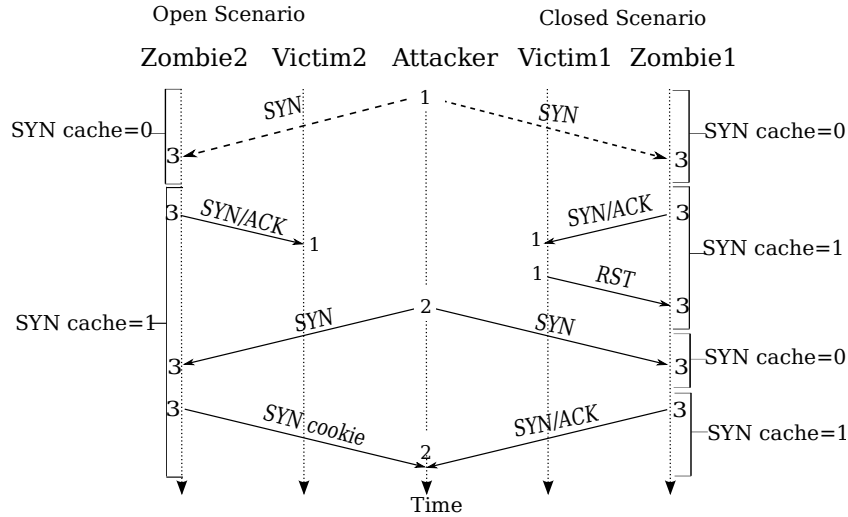 Open Scenario
Closed Scenario
Zombie2 Victim2 Attacker Victim1 Zombie1
SYN 1 SYN
SYN cache=0
SYN cache=0
3 3
3 SYN/ACK SYN/ACK 3
1 1
SYN cache=1
1 RST
3
2
SYN cache=1
SYN SYN
SYN cache=0
3 3
3 SYN cookie SYN/ACK 3
SYN cache=1
2
Time